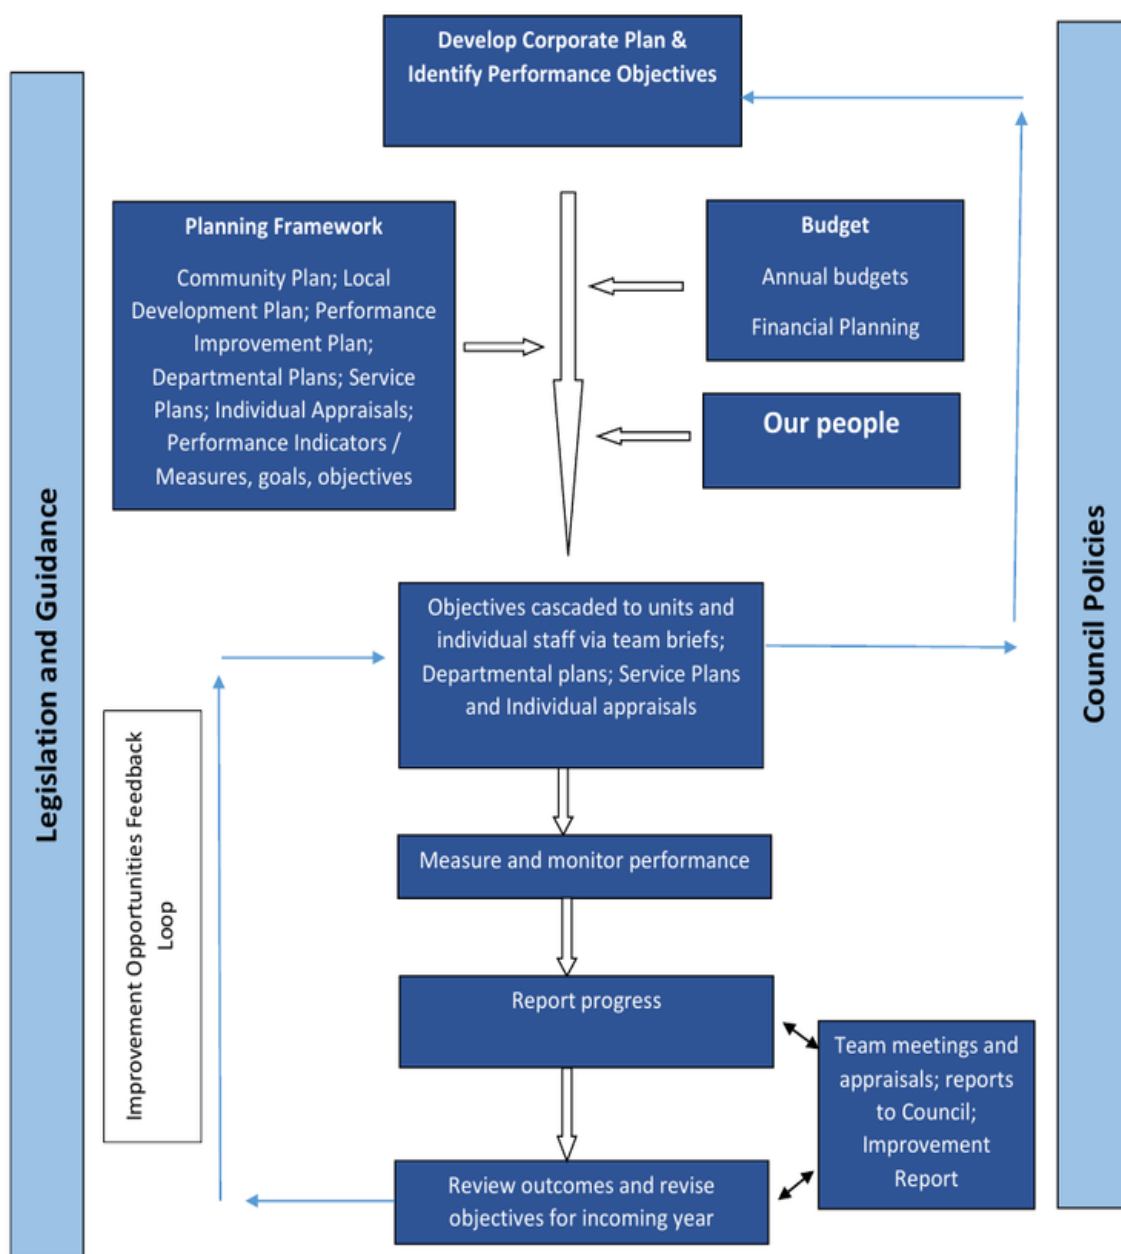 Develop Corporate Plan &
Identify Performance Objectives
Legislation and Guidance
Council Policies
Planning Framework
Community Plan; Local
Development Plan; Performance
Improvement Plan;
Departmental Plans; Service
Plans; Individual Appraisals;
Performance Indicators /
Measures, goals, objectives
Budget
Annual budgets
Financial Planning
Our people
Objectives cascaded to units and
individual staff via team briefs;
Departmental plans; Service Plans
and Individual appraisals
Improvement Opportunities Feedback
Loop
Measure and monitor performance
Report progress
Team meetings and
appraisals; reports
to Council;
Improvement
Report
Review outcomes and revise
objectives for incoming year